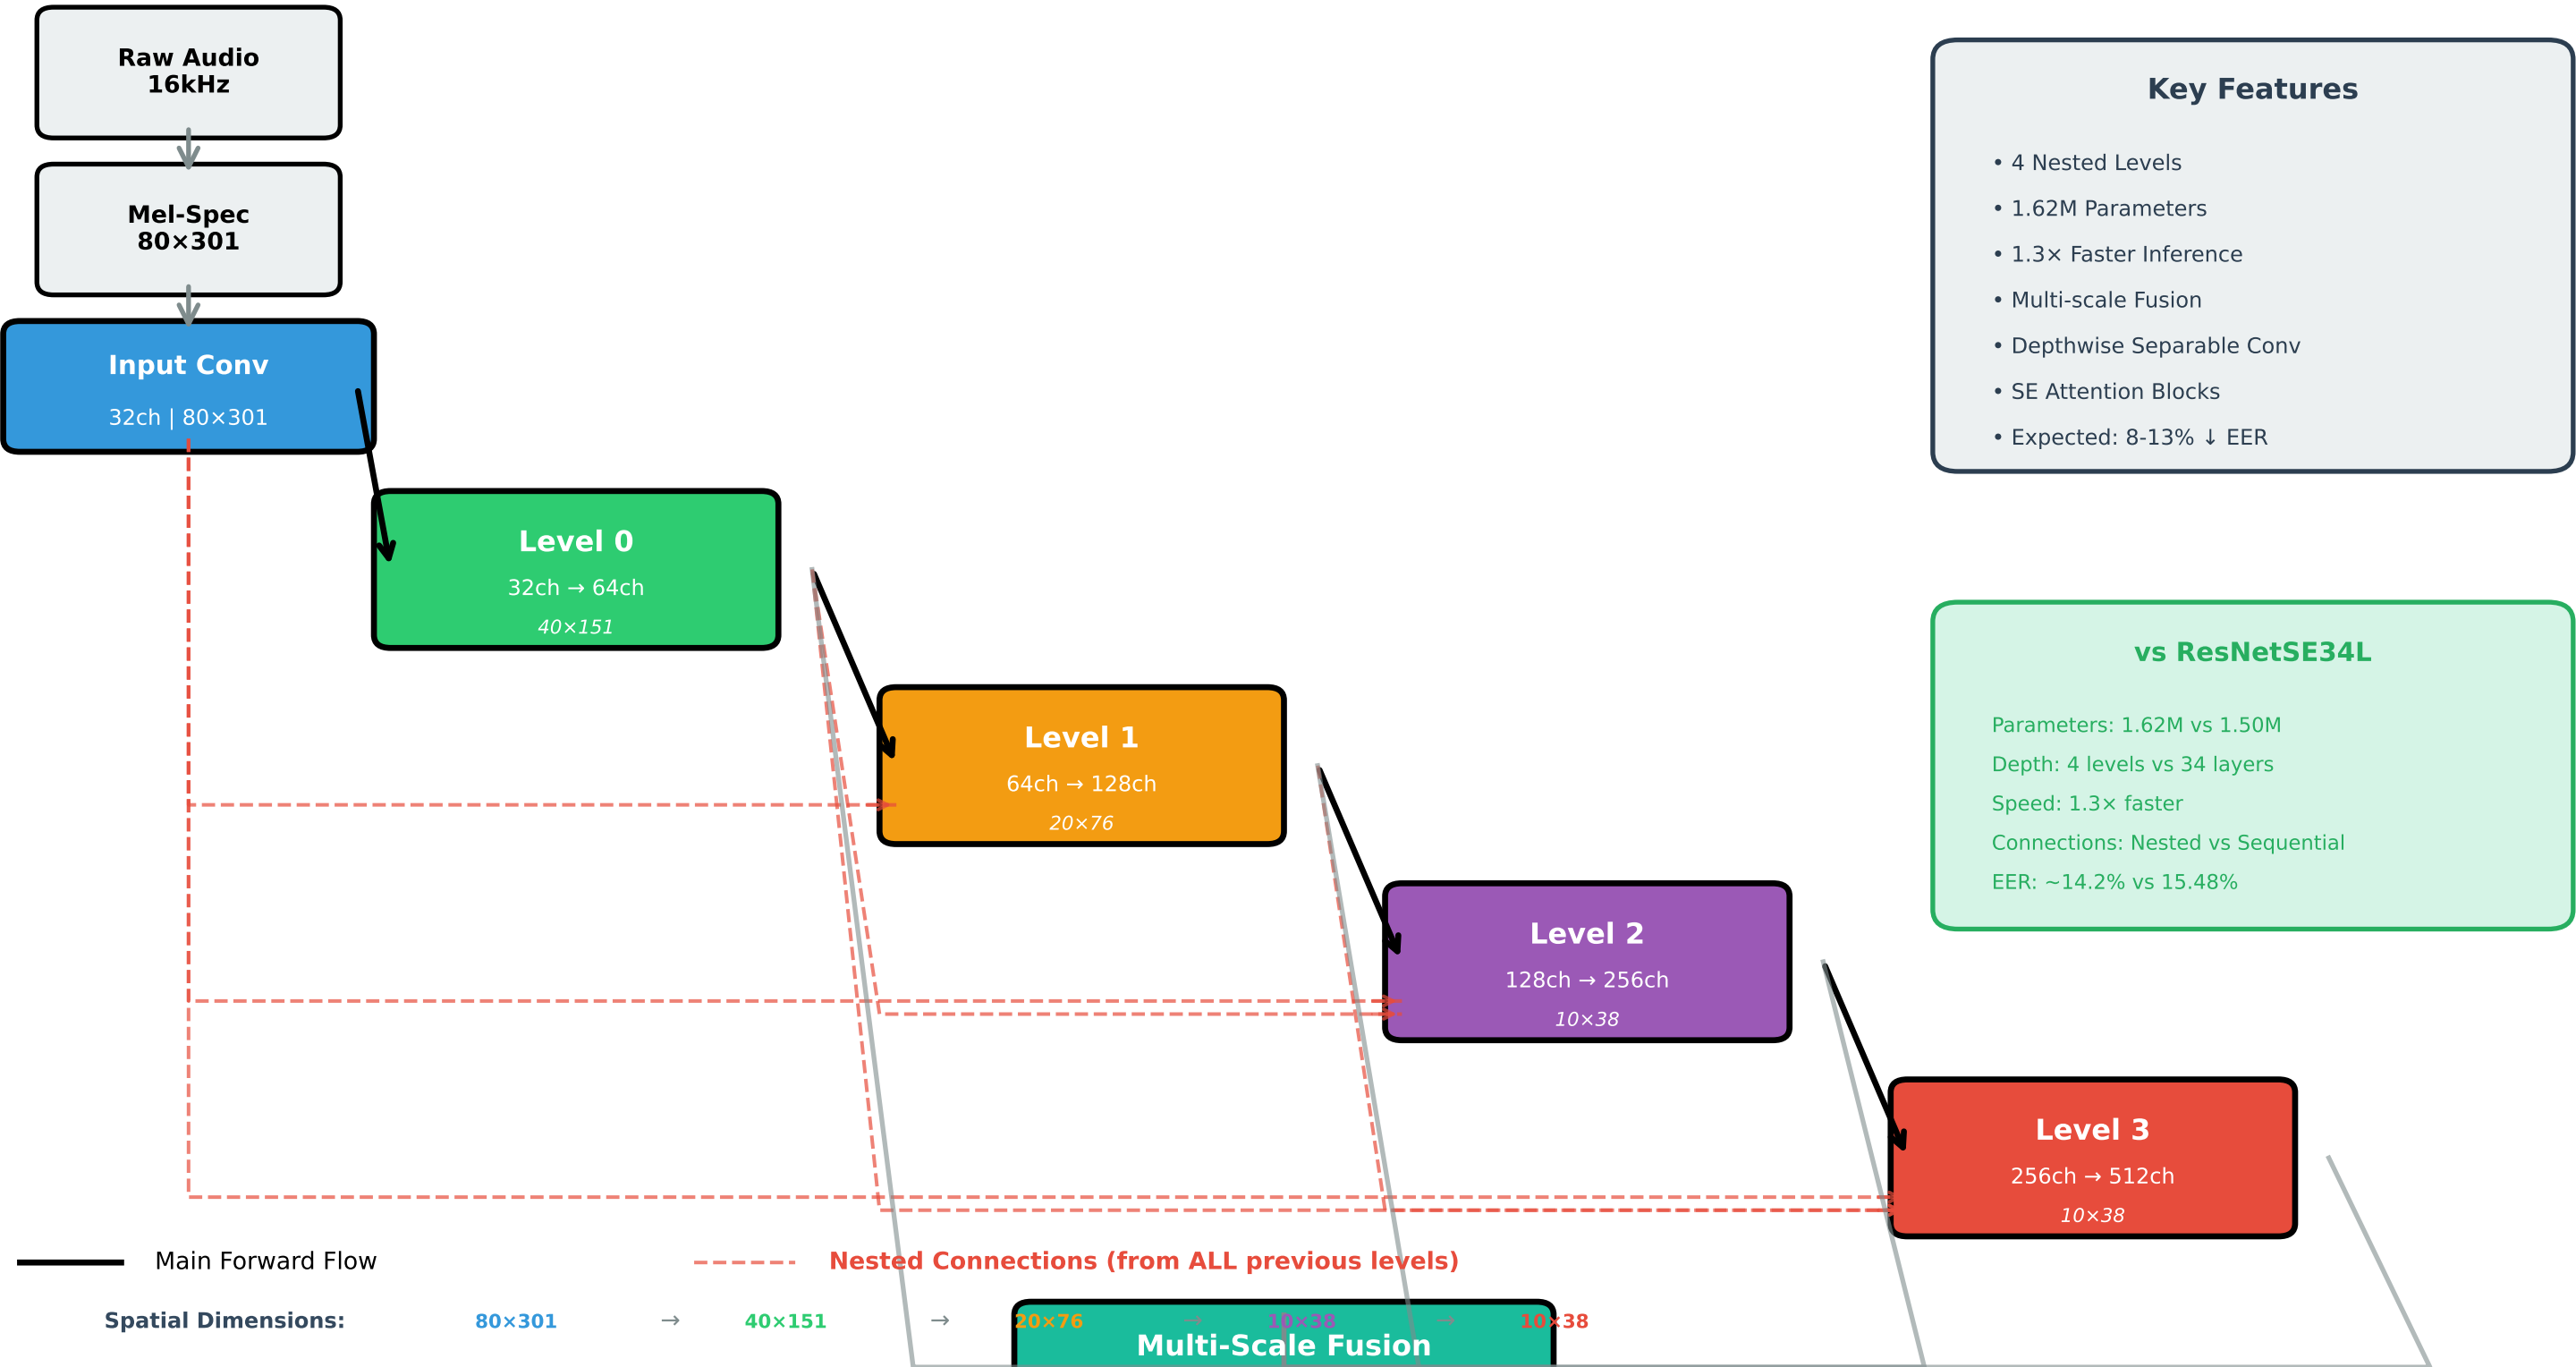 Raw Audio
16kHz
Mel-Spec
80×301
Input Conv
32ch | 80×301
Level 0
32ch → 64ch
40×151
Level 1
64ch → 128ch
20×76
Level 2
128ch → 256ch
10×38
Level 3
256ch → 512ch
10×38
Key Features
• 4 Nested Levels
• 1.62M Parameters
• 1.3× Faster Inference
• Multi-scale Fusion
• Depthwise Separable Conv
• SE Attention Blocks
• Expected: 8-13% ↓ EER
vs ResNetSE34L
Parameters: 1.62M vs 1.50M
Depth: 4 levels vs 34 layers
Speed: 1.3× faster
Connections: Nested vs Sequential
EER: ~14.2% vs 15.48%
Main Forward Flow
Nested Connections (from ALL previous levels)
Spatial Dimensions: 80×301 → 40×151 → 20×76 → 10×38 → 10×38
Multi-Scale Fusion